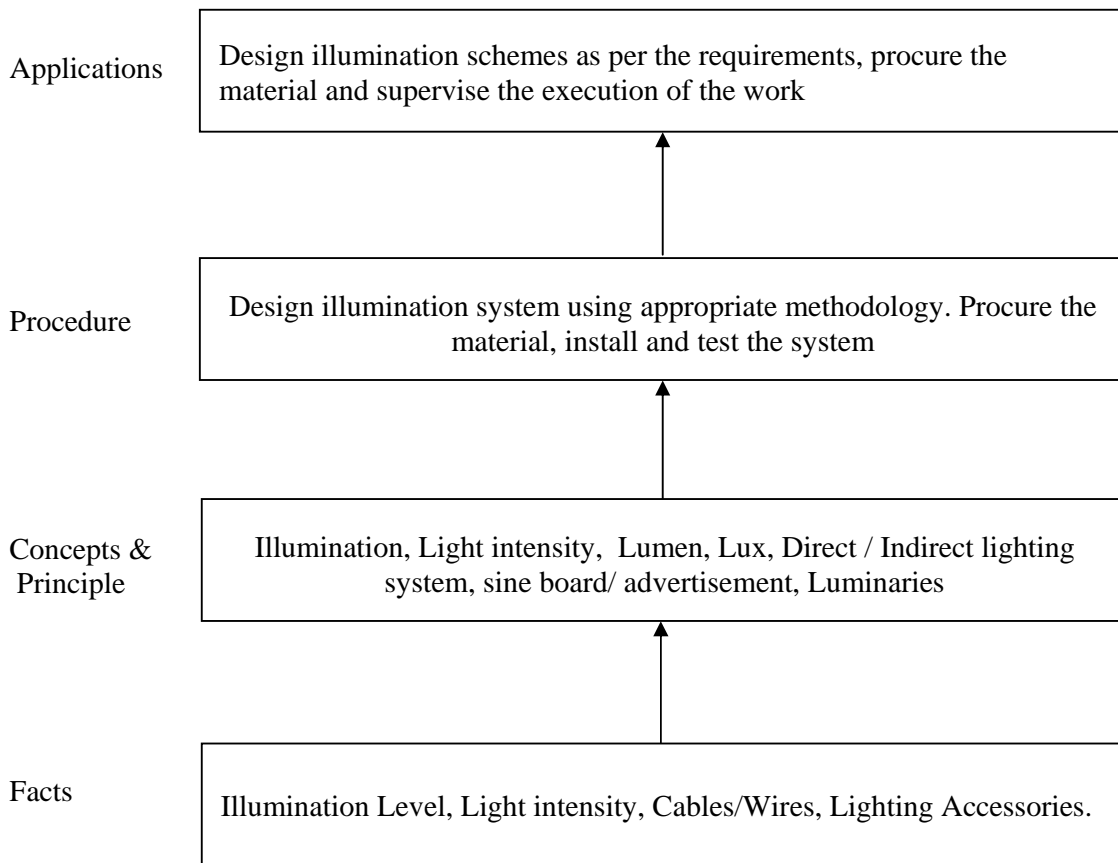 Applications
Design illumination schemes as per the requirements, procure the
material and supervise the execution of the work
Procedure
Design illumination system using appropriate methodology. Procure the
material, install and test the system
Concepts &
Principle
Illumination, Light intensity, Lumen, Lux, Direct / Indirect lighting
system, sine board/ advertisement, Luminaries
Facts
Illumination Level, Light intensity, Cables/Wires, Lighting Accessories.